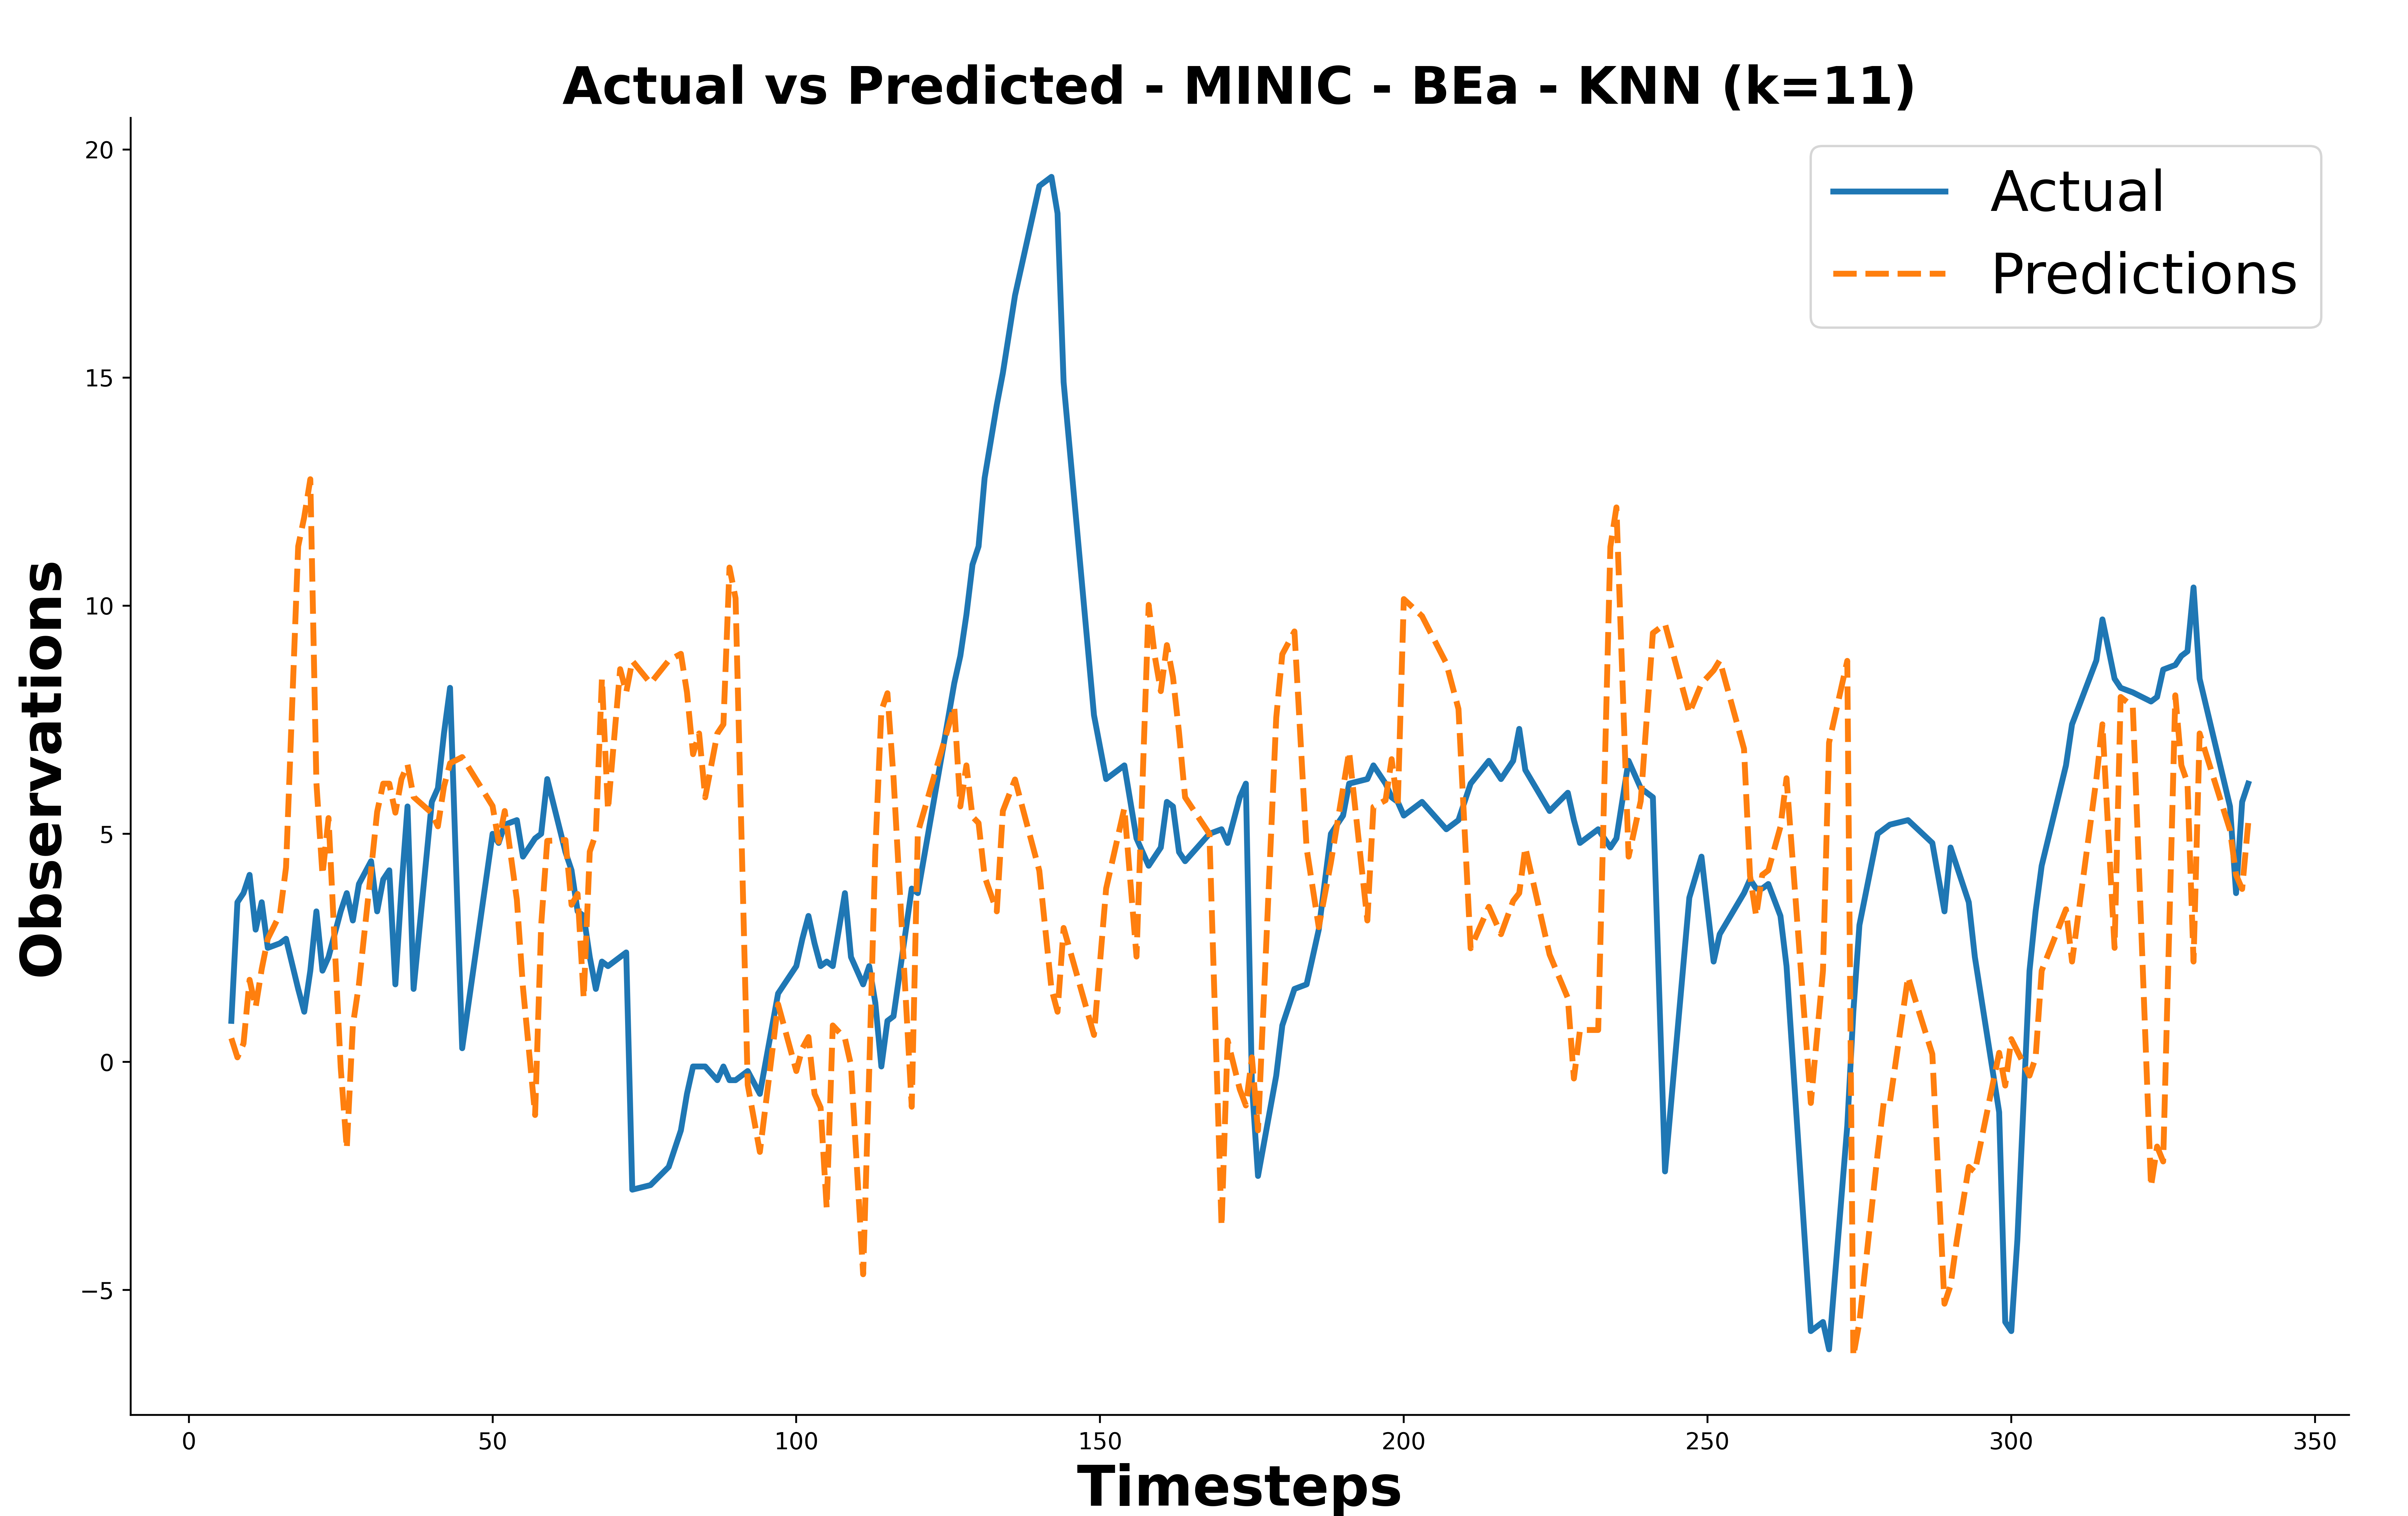 Actual vs Predicted - MINIC - BEa - KNN (k=11)
Actual
Predictions
Observations
20
15
10
5
0
−5
0 50 100 150 200 250 300 350
Timesteps